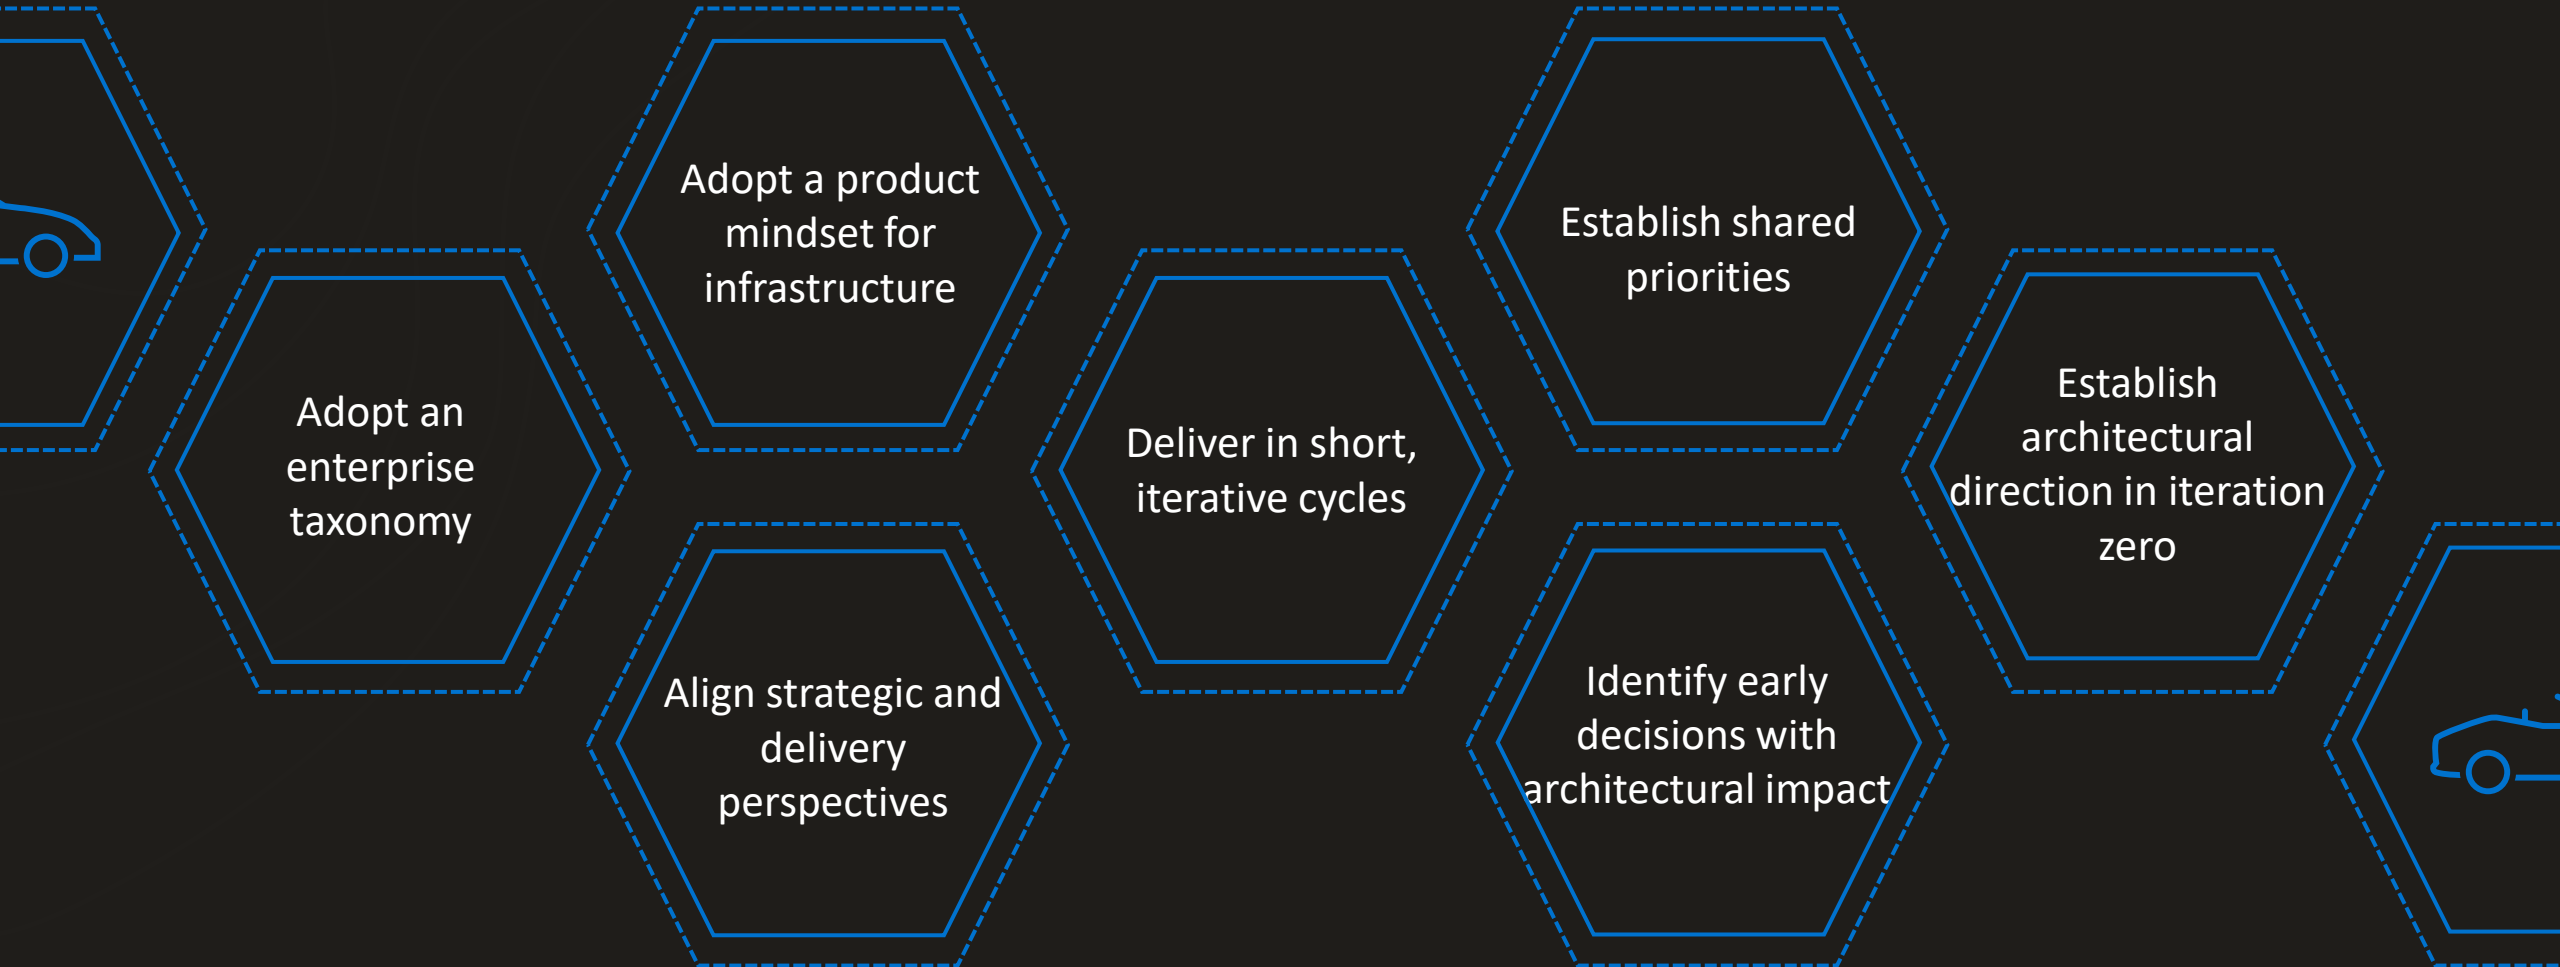 Adopt an
enterprise
taxonomy
Adopt a product
mindset for
infrastructure
Align strategic and
delivery
perspectives
Deliver in short,
iterative cycles
Establish shared
priorities
Identify early
decisions with
architectural impact
Establish
architectural
direction in iteration
zero